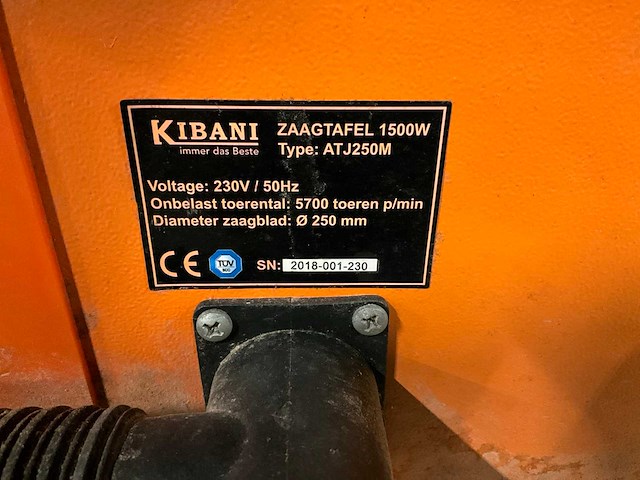 KIBANI
immer das Beste
ZAAGTAFEL 1500W
Type: ATJ250M
Voltage: 230V / 50Hz
Onbelast toerental: 5700 toeren p/min
Diameter zaagblad: Ø 250 mm
CE
TÜV
SN: 2018-001-230